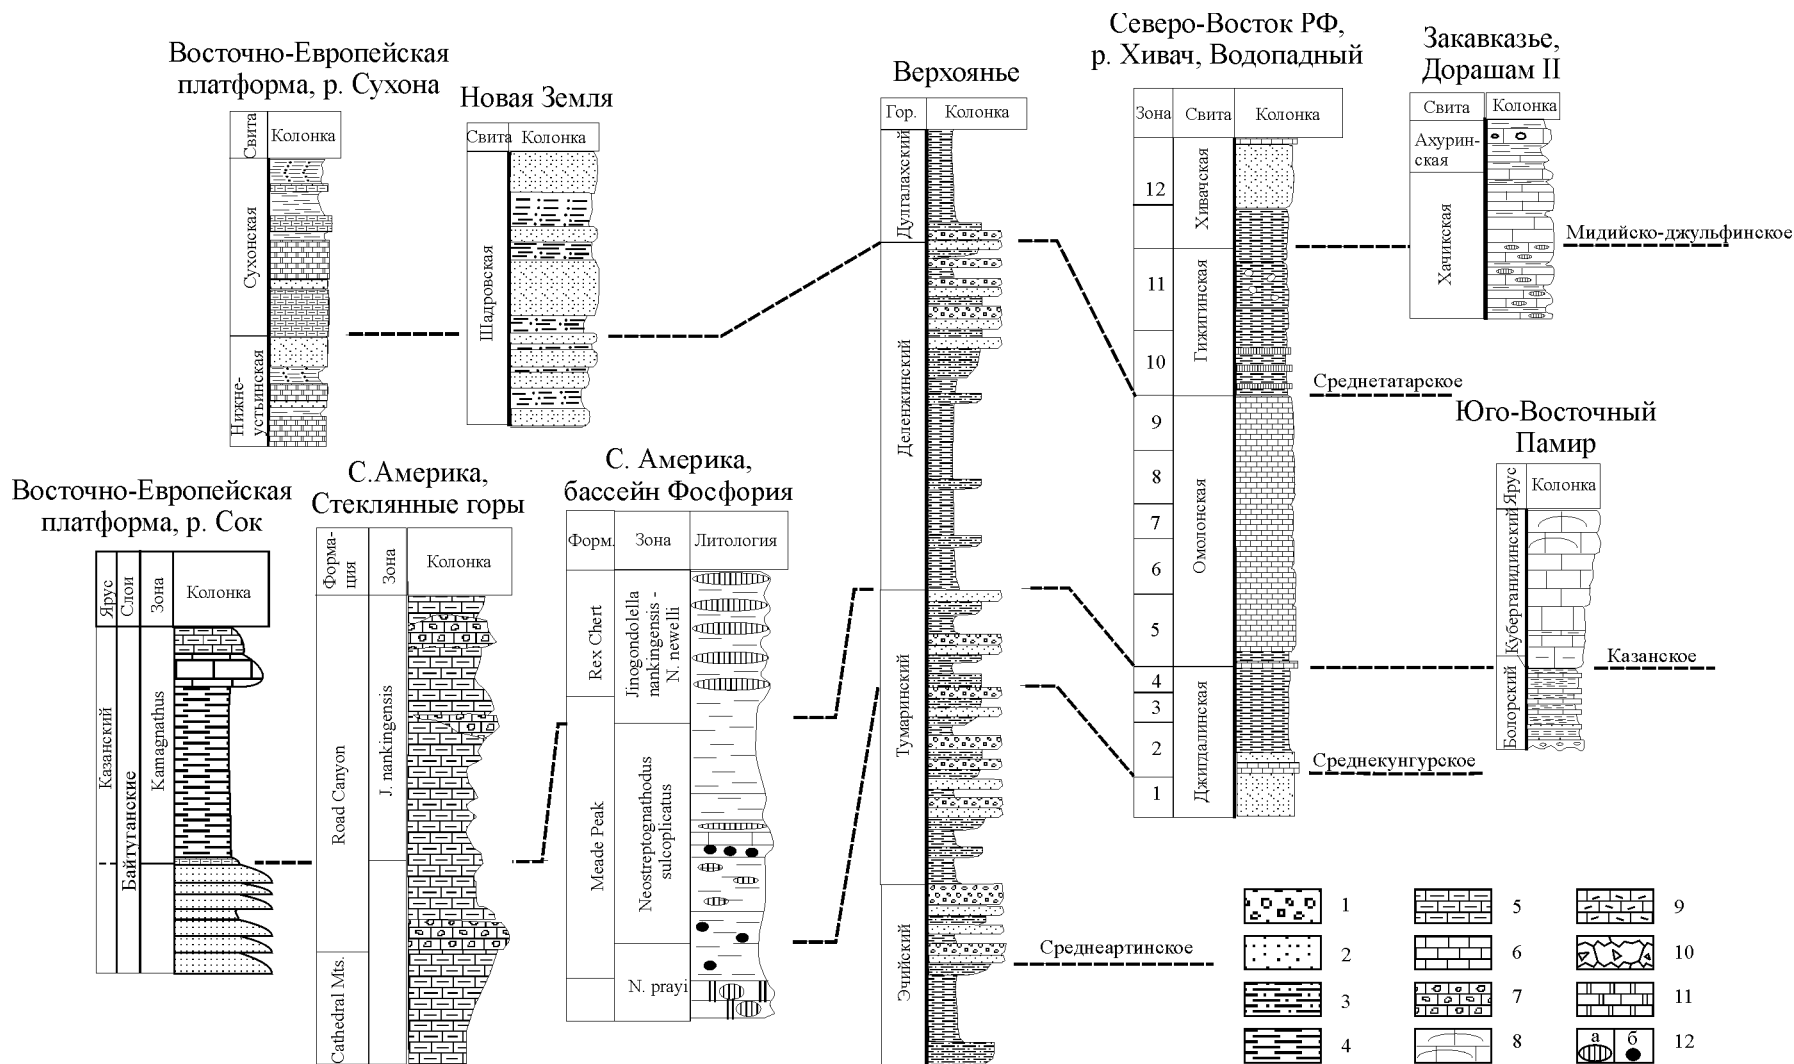 Восточно-Европейская
платформа, р. Сухона
Свита
Колонка
Сухонская
Нижне-
устьинская
Новая Земля
Свита
Колонка
Шадровская
Верхоянье
Гор.
Колонка
Дулгалахский
Деленжинский
Тумаринский
Эчийский
Северо-Восток РФ,
р. Хивач, Водопадный
Зона
Свита
Колонка
12
11
10
9
8
7
6
5
4
3
2
1
Хивачская
Гижигинская
Омолонская
Джигдалинская
Закавказье,
Дорашам II
Свита
Колонка
Ахурин-
ская
Хачикская
Мидийско-джульфинское
Среднетатарское
Юго-Восточный
Памир
Ярус
Колонка
Куберганидинский
Болорский
Казанское
Среднекунгурское
Среднеартинское
Восточно-Европейская
платформа, р. Сок
Ярус
Слои
Зона
Колонка
Казанский
Байтуганские
Kamagnathus
С.Америка,
Стеклянные горы
Форма-
ция
Зона
Колонка
Road Canyon
Cathedral Mts.
J. nankingensis
С. Америка,
бассейн Фосфория
Форм.
Зона
Литология
Rex Chert
Meade Peak
Jinogondolella
nankingensis -
N. newelli
Neostreptognathodus
sulcoplicatus
N. prayi
1
2
3
4
5
6
7
8
9
10
11
а б
12